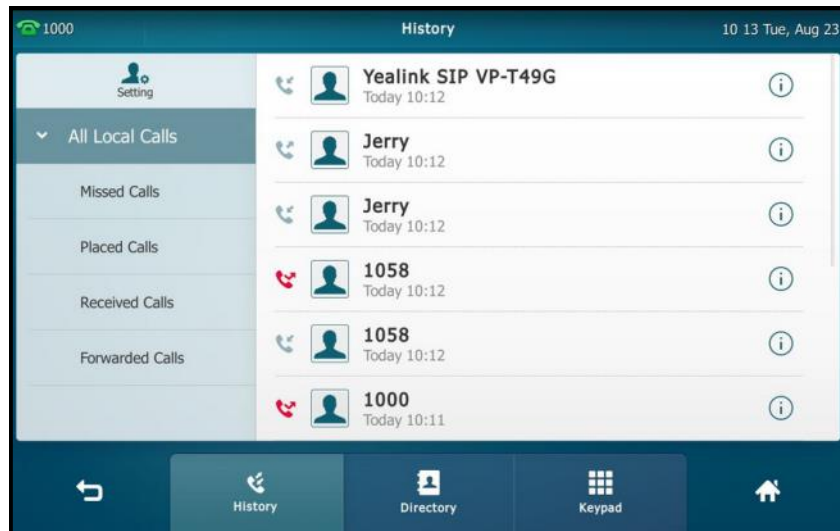 1000
History
10 13 Tue, Aug 23
Setting
All Local Calls
Missed Calls
Placed Calls
Received Calls
Forwarded Calls
Yealink SIP VP-T49G
Today 10:12
Jerry
Today 10:12
Jerry
Today 10:12
1058
Today 10:12
1058
Today 10:12
1000
Today 10:11
History
Directory
Keypad